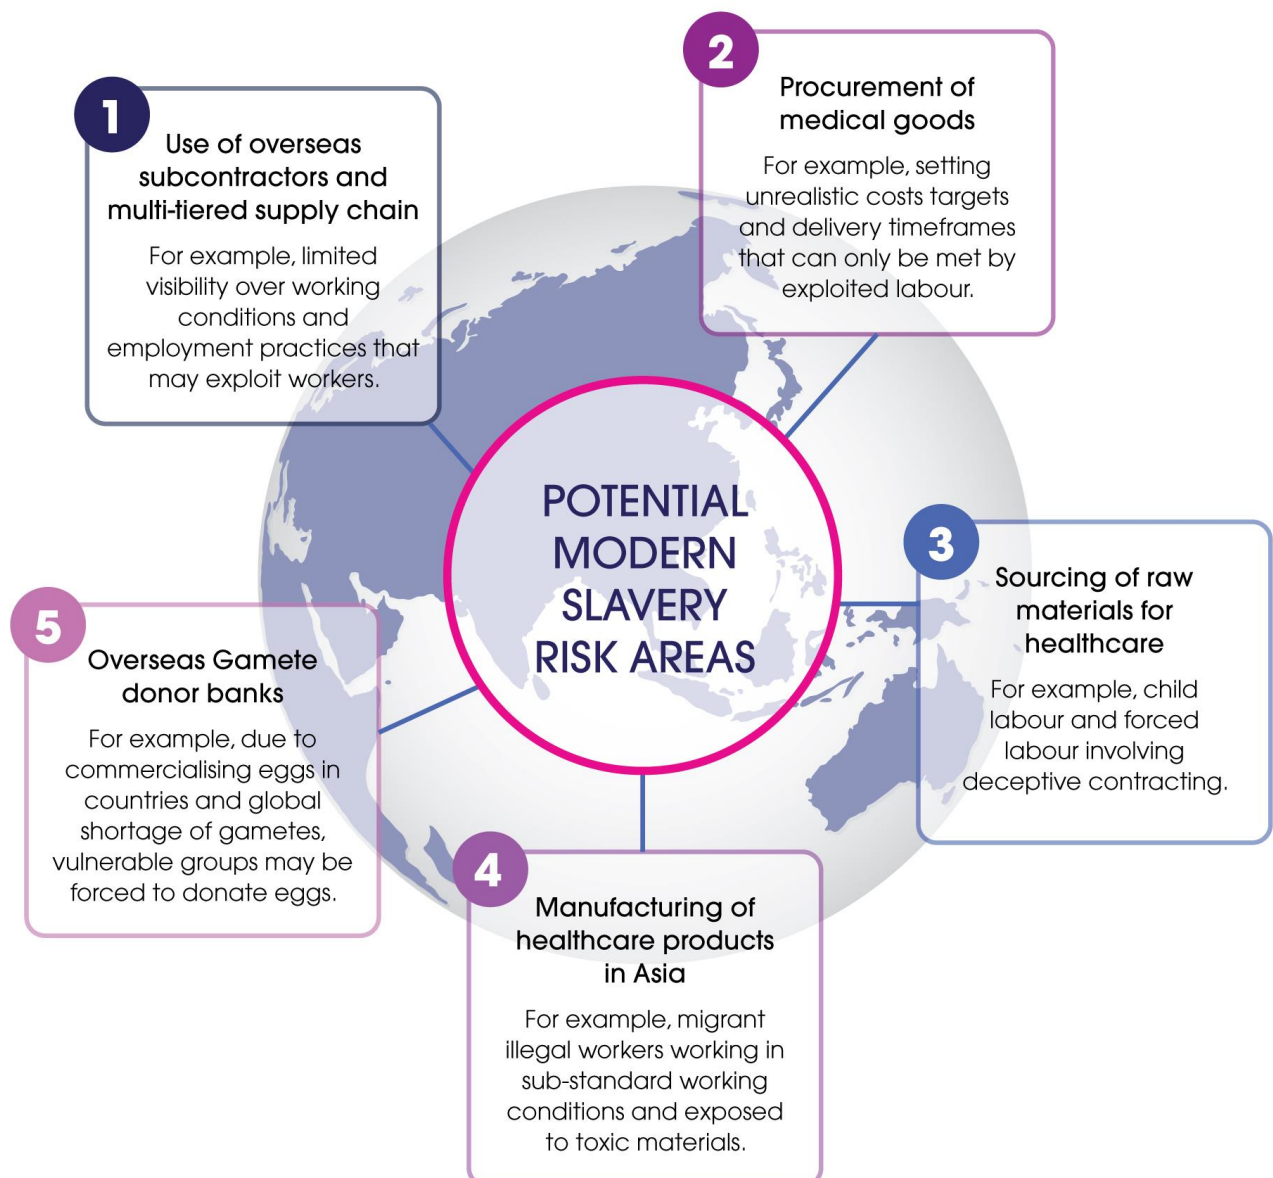 1
Use of overseas
subcontractors and
multi-tiered supply chain
For example, limited
visibility over working
conditions and
employment practices that
may exploit workers.
2
Procurement of
medical goods
For example, setting
unrealistic costs targets
and delivery timeframes
that can only be met by
exploited labour.
POTENTIAL
MODERN
SLAVERY
RISK AREAS
3
Sourcing of raw
materials for
healthcare
For example, child
labour and forced
labour involving
deceptive contracting.
4
Manufacturing of
healthcare products
in Asia
For example, migrant
illegal workers working in
sub-standard working
conditions and exposed
to toxic materials.
5
Overseas Gamete
donor banks
For example, due to
commercialising eggs in
countries and global
shortage of gametes,
vulnerable groups may be
forced to donate eggs.